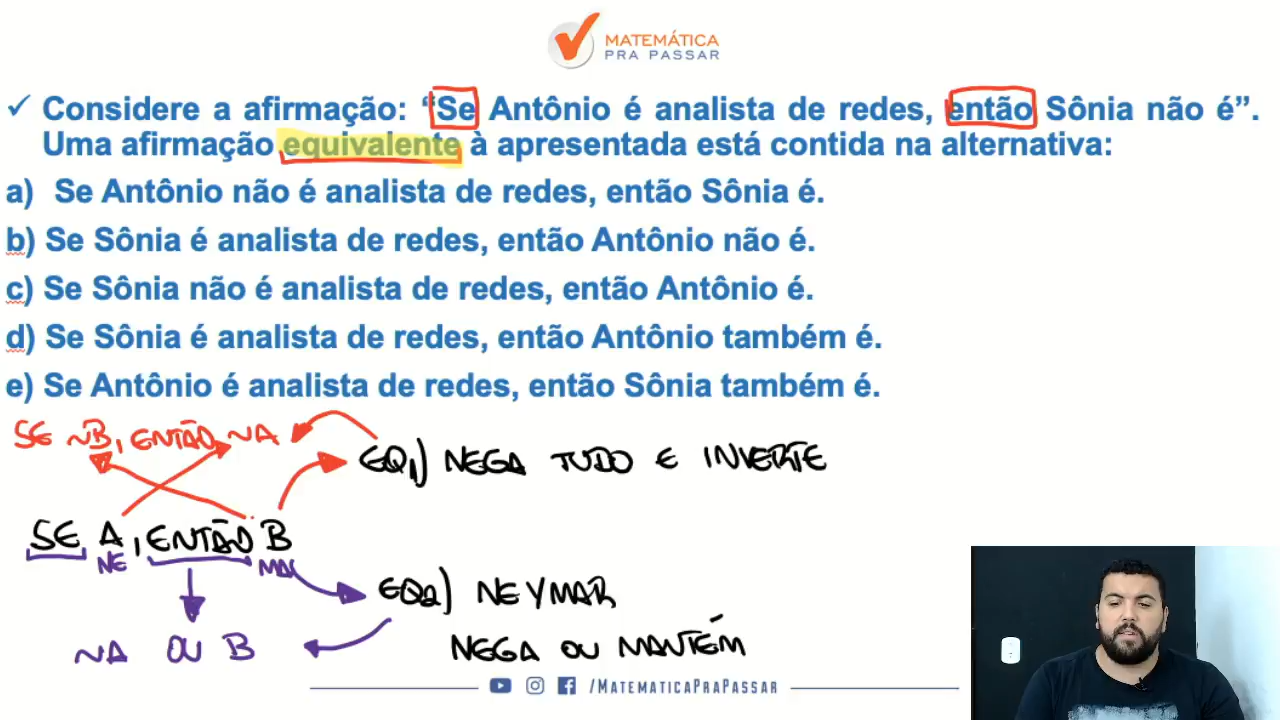 MATEMÁTICA
PRA PASSAR
✓ Considere a afirmação: “Se Antônio é analista de redes, então Sônia não é”.
Uma afirmação equivalente à apresentada está contida na alternativa:
a) Se Antônio não é analista de redes, então Sônia é.
b) Se Sônia é analista de redes, então Antônio não é.
c) Se Sônia não é analista de redes, então Antônio é.
d) Se Sônia é analista de redes, então Antônio também é.
e) Se Antônio é analista de redes, então Sônia também é.
SE ~B, ENTÃO ~A
EQ1) NEGA TUDO E INVERTE
SE A, ENTÃO B
NE MAR
EQ2) NEYMAR
~A OU B
NEGA OU MANTÉM
/MATEMATICAPRAPASSAR